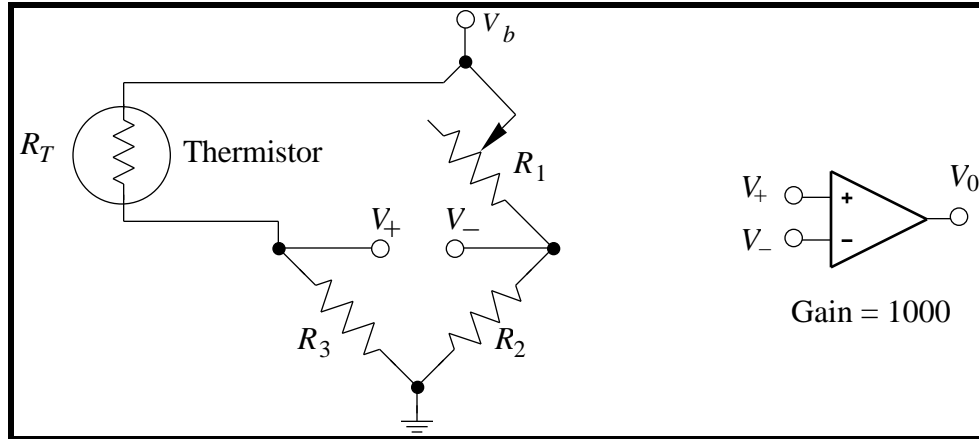 V_b
R_T Thermistor
R_1
V_+ V_-
R_3 R_2
V_+
V_-
V_0
+
-
Gain = 1000